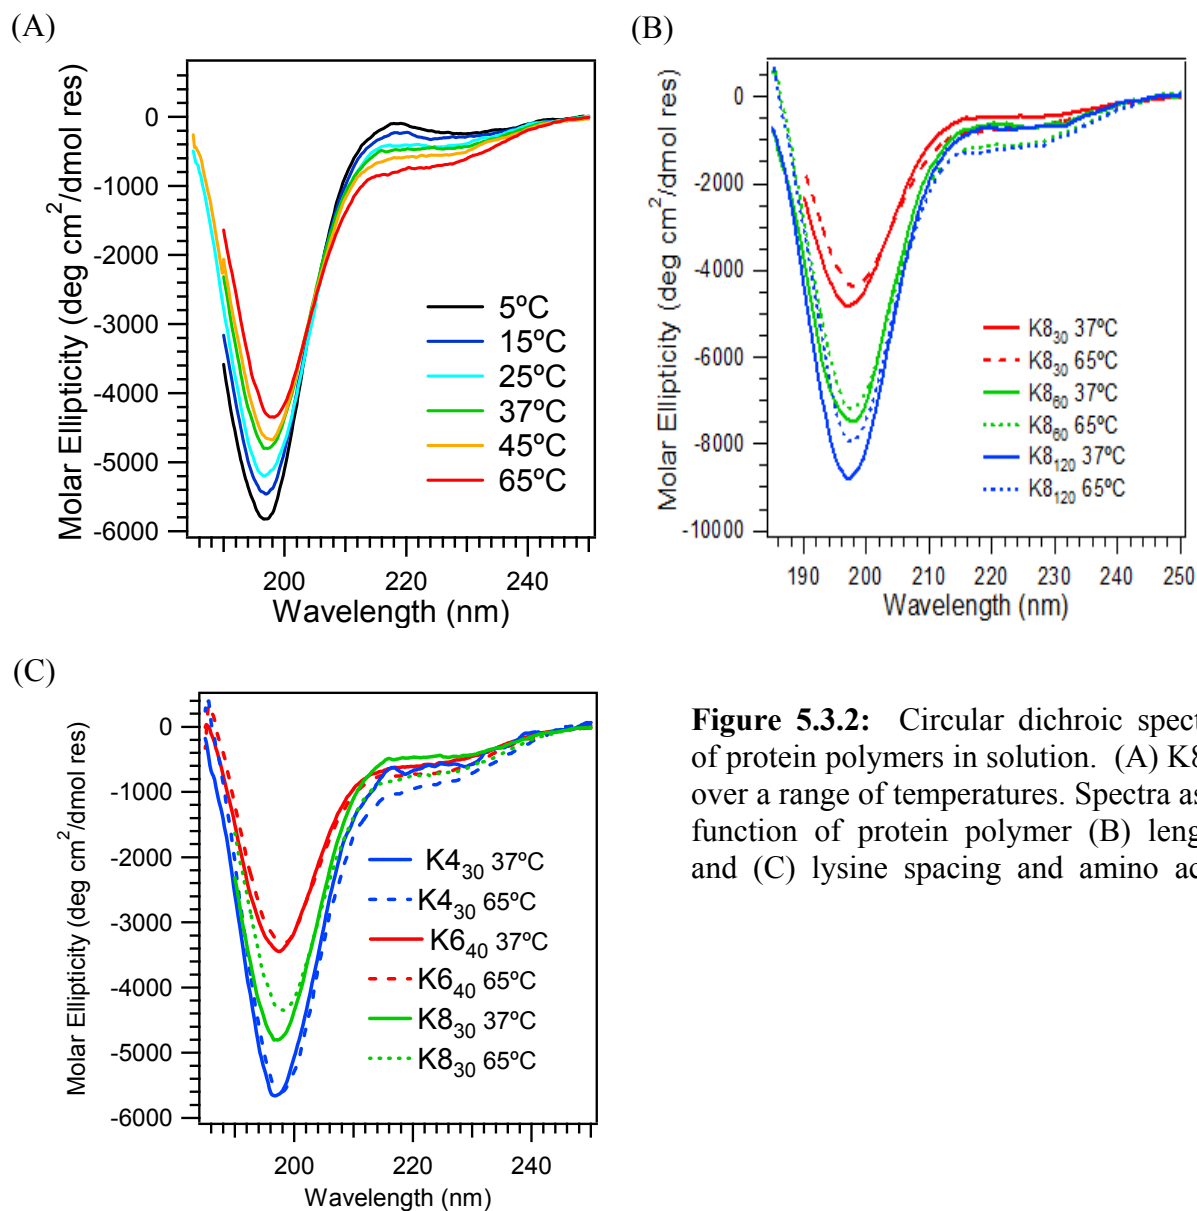 (A)
Molar Ellipticity (deg cm²/dmol res)
0
-1000
-2000
-3000
-4000
-5000
-6000
5ºC
15ºC
25ºC
37ºC
45ºC
65ºC
200
220
240
Wavelength (nm)
(B)
Molar Ellipticity (deg cm²/dmol res)
0
-2000
-4000
-6000
-8000
-10000
K8₃₀ 37ºC
K8₃₀ 65ºC
K8₆₀ 37ºC
K8₆₀ 65ºC
K8₁₂₀ 37ºC
K8₁₂₀ 65ºC
190 200 210 220 230 240 250
Wavelength (nm)
(C)
Molar Ellipticity (deg cm²/dmol res)
0
-1000
-2000
-3000
-4000
-5000
-6000
K4₃₀ 37ºC
K4₃₀ 65ºC
K6₄₀ 37ºC
K6₄₀ 65ºC
K8₃₀ 37ºC
K8₃₀ 65ºC
200
220
240
Wavelength (nm)
Figure 5.3.2: Circular dichroic spect
of protein polymers in solution. (A) K8
over a range of temperatures. Spectra as
function of protein polymer (B) leng
and (C) lysine spacing and amino ac